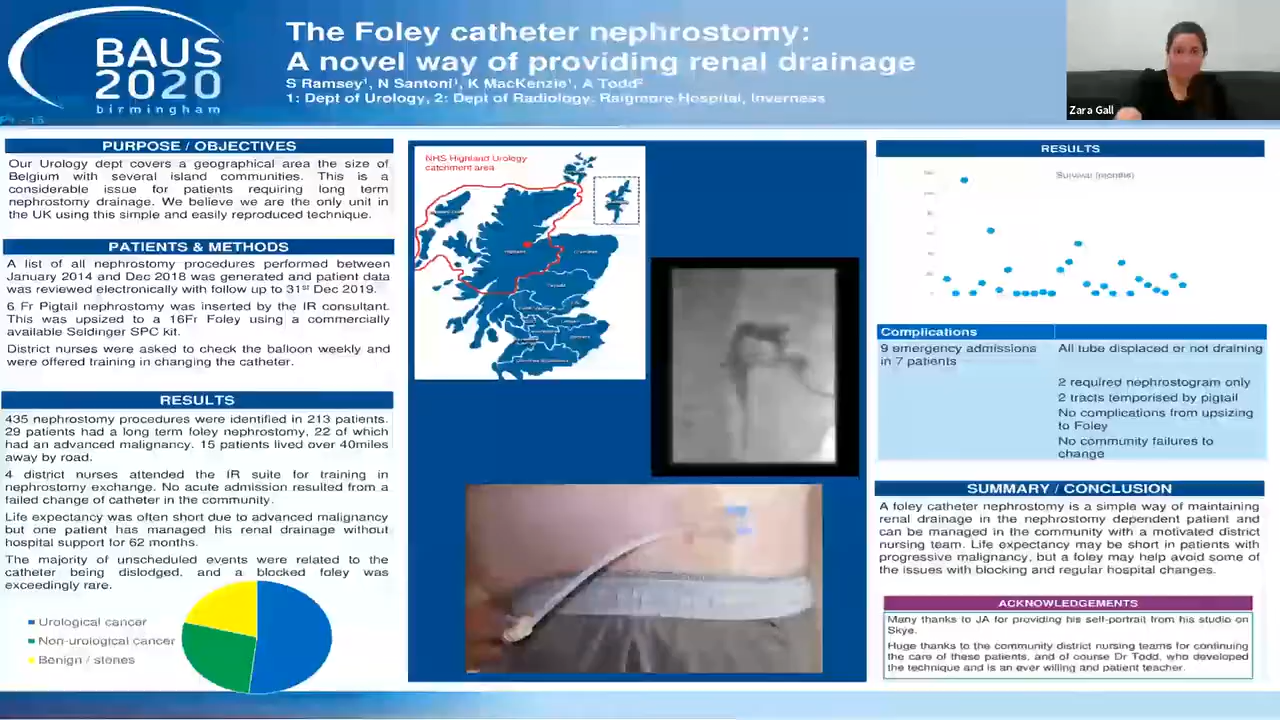 BAUS
2020
birmingham
The Foley catheter nephrostomy:
A novel way of providing renal drainage
S Ramsey¹, N Santoni¹, K MacKenzie¹, A Todd²
1: Dept of Urology, 2: Dept of Radiology. Raigmore Hospital, Inverness
Zara Gall
PURPOSE / OBJECTIVES
Our Urology dept covers a geographical area the size of
Belgium with several island communities. This is a
considerable issue for patients requiring long term
nephrostomy drainage. We believe we are the only unit in
the UK using this simple and easily reproduced technique.
PATIENTS & METHODS
A list of all nephrostomy procedures performed between
January 2014 and Dec 2018 was generated and patient data
was reviewed electronically with follow up to 31st Dec 2019.
6 Fr Pigtail nephrostomy was inserted by the IR consultant.
This was upsized to a 16Fr Foley using a commercially
available Seldinger SPC kit.
District nurses were asked to check the balloon weekly and
were offered training in changing the catheter.
RESULTS
435 nephrostomy procedures were identified in 213 patients.
29 patients had a long term foley nephrostomy, 22 of which
had an advanced malignancy. 15 patients lived over 40miles
away by road.
4 district nurses attended the IR suite for training in
nephrostomy exchange. No acute admission resulted from a
failed change of catheter in the community.
Life expectancy was often short due to advanced malignancy
but one patient has managed his renal drainage without
hospital support for 62 months.
The majority of unscheduled events were related to the
catheter being dislodged, and a blocked foley was
exceedingly rare.
Urological cancer
Non-urological cancer
Benign / stones
NHS Highland Urology
catchment area
RESULTS
Survival (months)
Complications
9 emergency admissions
in 7 patients
All tube displaced or not draining
2 required nephrostogram only
2 tracts temporised by pigtail
No complications from upsizing
to Foley
No community failures to
change
SUMMARY / CONCLUSION
A foley catheter nephrostomy is a simple way of maintaining
renal drainage in the nephrostomy dependent patient and
can be managed in the community with a motivated district
nursing team. Life expectancy may be short in patients with
progressive malignancy, but a foley may help avoid some of
the issues with blocking and regular hospital changes.
ACKNOWLEDGEMENTS
Many thanks to JA for providing his self-portrait from his studio on
Skye.
Huge thanks to the community district nursing teams for continuing
the care of these patients, and of course Dr Todd, who developed
the technique and is an ever willing and patient teacher.